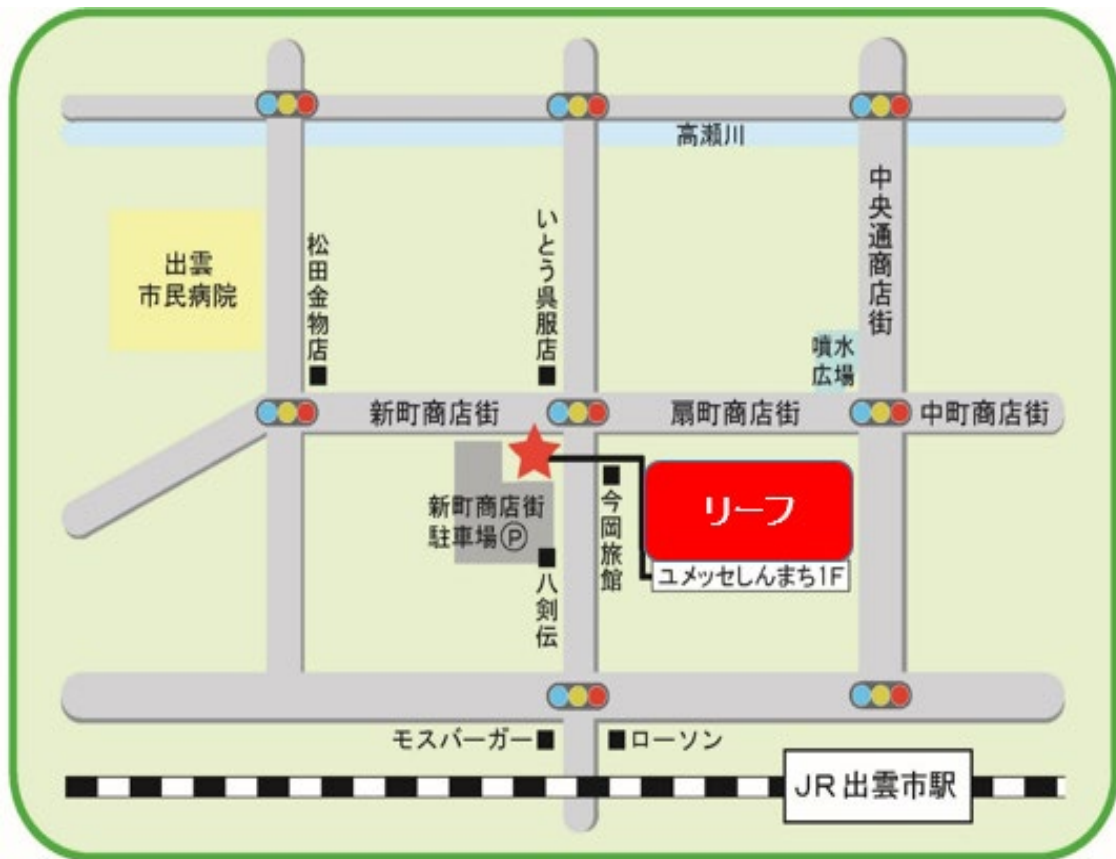 高瀬川
中央通商店街
出雲
市民病院
松田金物店
いとう呉服店
噴水
広場
新町商店街
扇町商店街
中町商店街
新町商店街
駐車場Ⓟ
八剣伝
今岡旅館
リーフ
ユメッセしんまち1F
モスバーガー
ローソン
JR出雲市駅